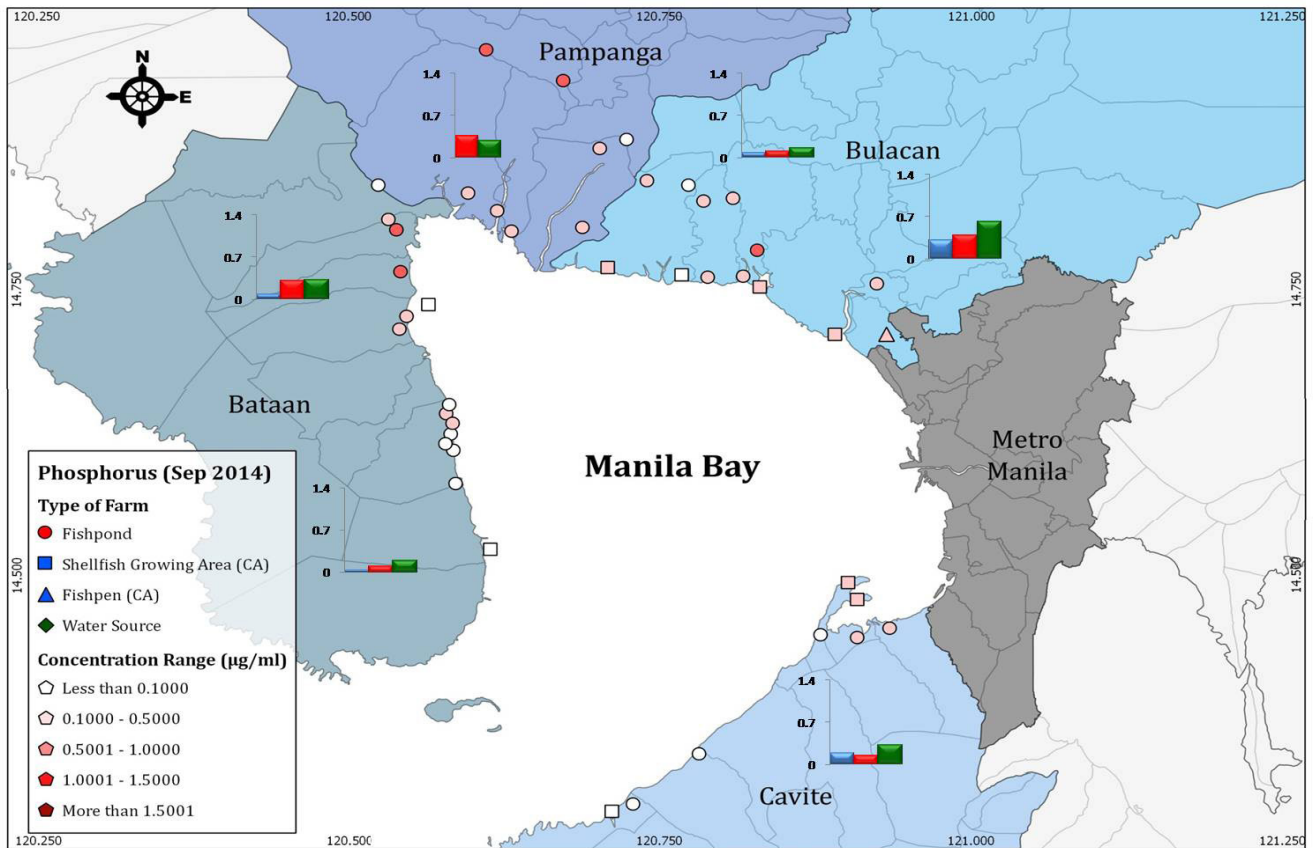 120.250 120.500 120.750 121.000 121.250
N
E
Pampanga
1.4
0.7
0
1.4
0.7
0
Bulacan
1.4
0.7
0
1.4
0.7
0
14.750
14.750
Bataan
Metro
Manila
Manila Bay
Phosphorus (Sep 2014)
Type of Farm
Fishpond
Shellfish Growing Area (CA)
Fishpen (CA)
Water Source
Concentration Range (µg/ml)
Less than 0.1000
0.1000 - 0.5000
0.5001 - 1.0000
1.0001 - 1.5000
More than 1.5001
1.4
0.7
0
14.500
14.500
1.4
0.7
0
Cavite
120.250 120.500 120.750 121.000 121.250